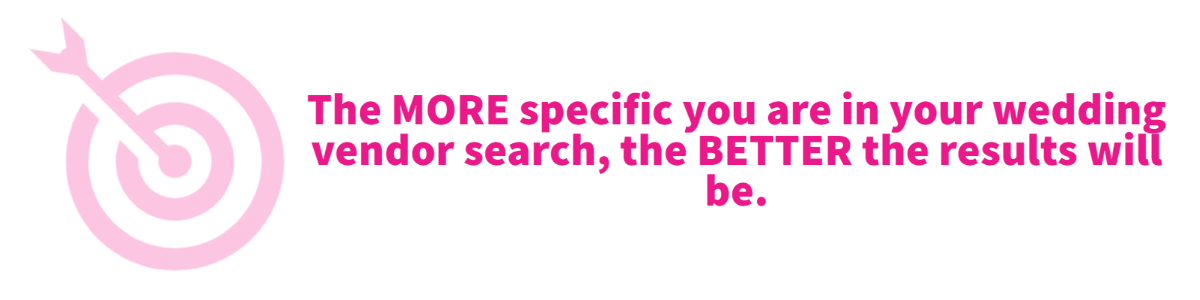 The MORE specific you are in your wedding
vendor search, the BETTER the results will
be.